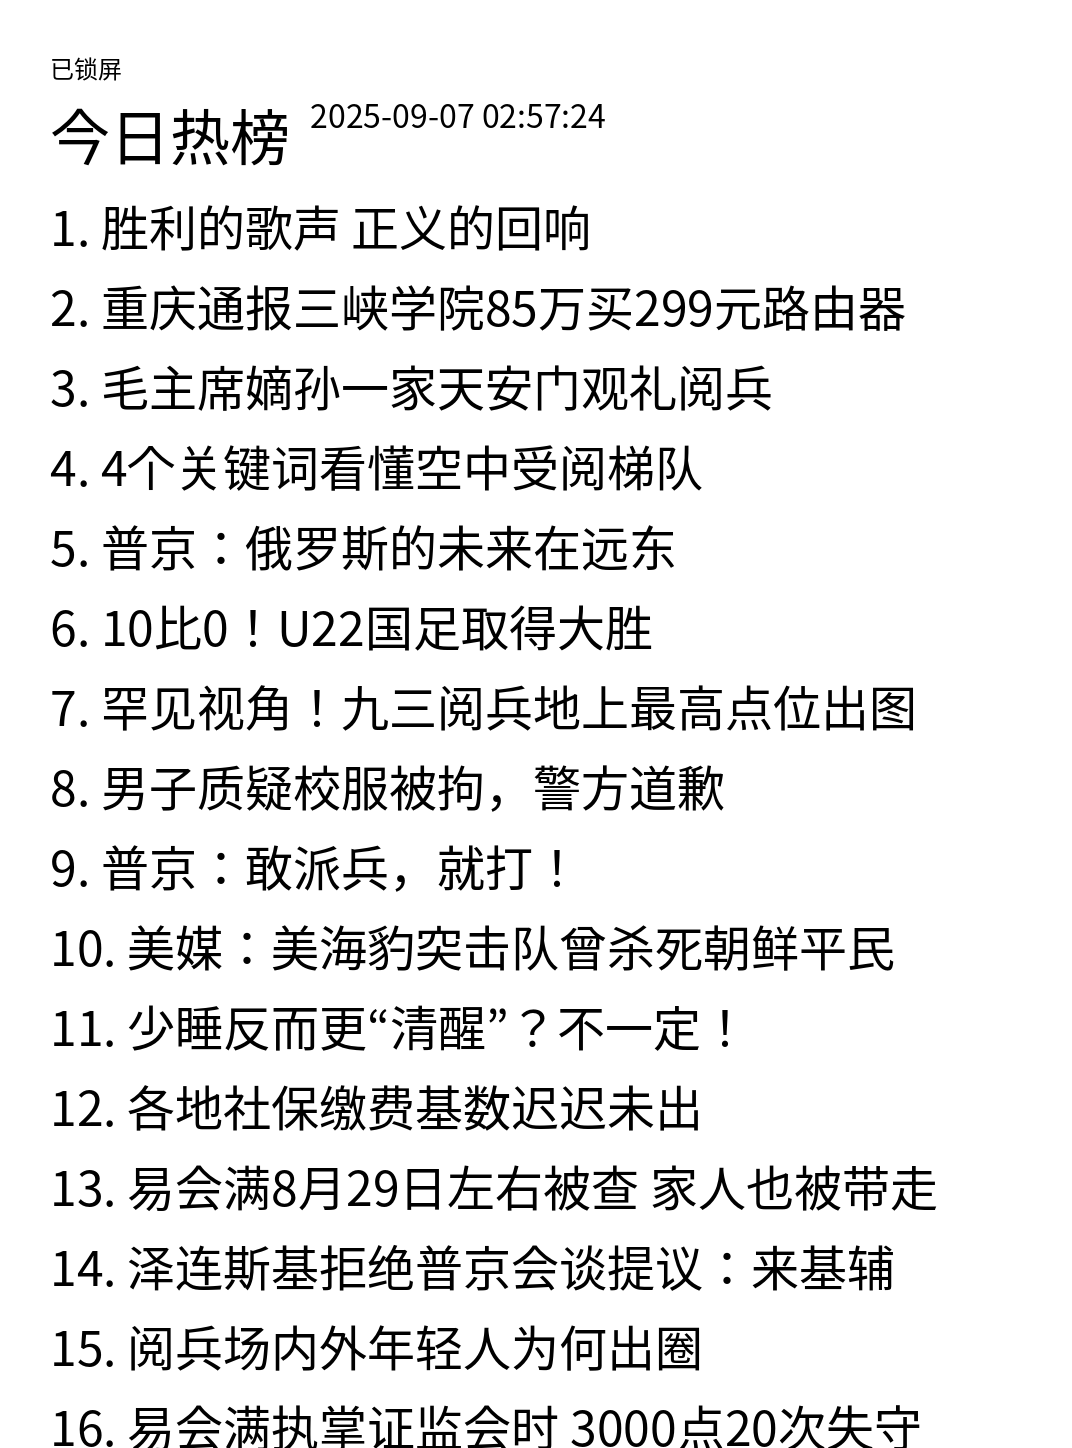 已锁屏
今日热榜 2025-09-07 02:57:24
1. 胜利的歌声 正义的回响
2. 重庆通报三峡学院85万买299元路由器
3. 毛主席嫡孙一家天安门观礼阅兵
4. 4个关键词看懂空中受阅梯队
5. 普京：俄罗斯的未来在远东
6. 10比0！U22国足取得大胜
7. 罕见视角！九三阅兵地上最高点位出图
8. 男子质疑校服被拘，警方道歉
9. 普京：敢派兵，就打！
10. 美媒：美海豹突击队曾杀死朝鲜平民
11. 少睡反而更“清醒”？不一定！
12. 各地社保缴费基数迟迟未出
13. 易会满8月29日左右被查 家人也被带走
14. 泽连斯基拒绝普京会谈提议：来基辅
15. 阅兵场内外年轻人为何出圈
16. 易会满执掌证监会时 3000点20次失守